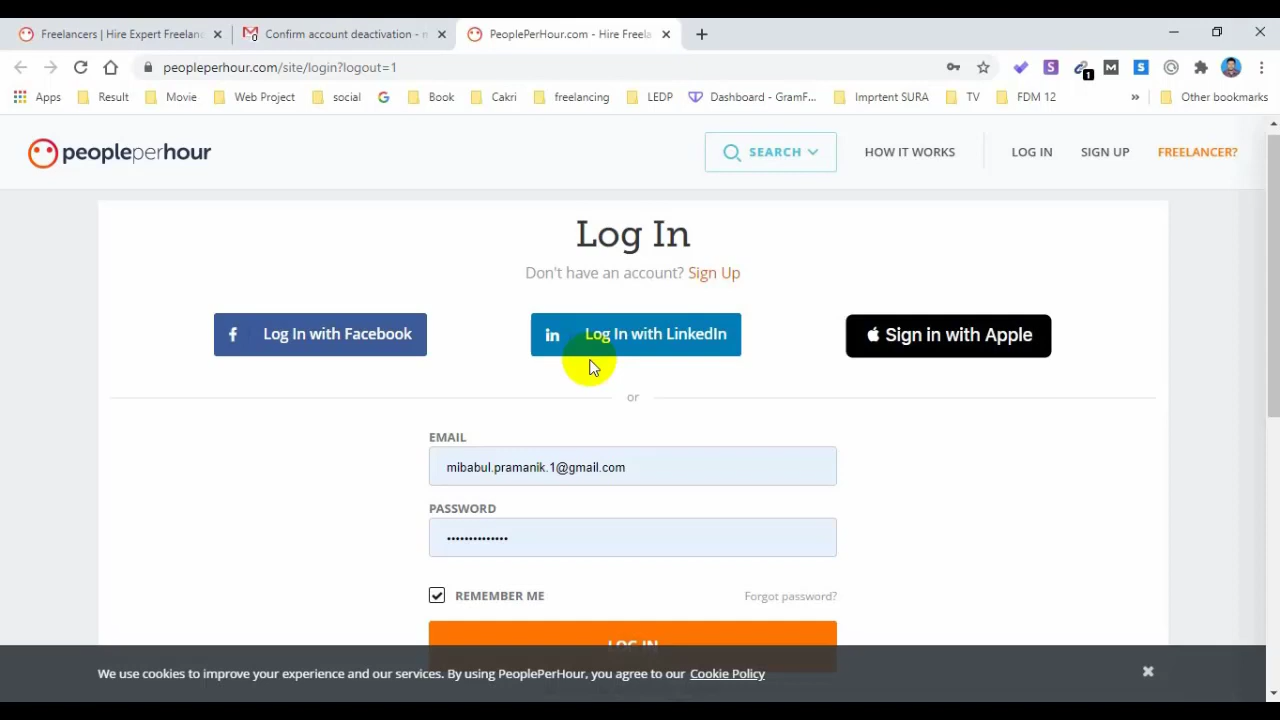 Freelancers | Hire Expert Freelanc
Confirm account deactivation - m
PeoplePerHour.com - Hire Freela
peopleperhour.com/site/login?logout=1
Apps
Result
Movie
Web Project
social
Book
Cakri
freelancing
LEDP
Dashboard - GramF...
Imprtent SURA
TV
FDM 12
»
Other bookmarks
peopleperhour
SEARCH
HOW IT WORKS
LOG IN
SIGN UP
FREELANCER?
Log In
Don't have an account? Sign Up
f Log In with Facebook
in Log In with LinkedIn
Sign in with Apple
or
EMAIL
mibabul.pramanik.1@gmail.com
PASSWORD
••••••••••••••
REMEMBER ME
Forgot password?
LOG IN
We use cookies to improve your experience and our services. By using PeoplePerHour, you agree to our Cookie Policy